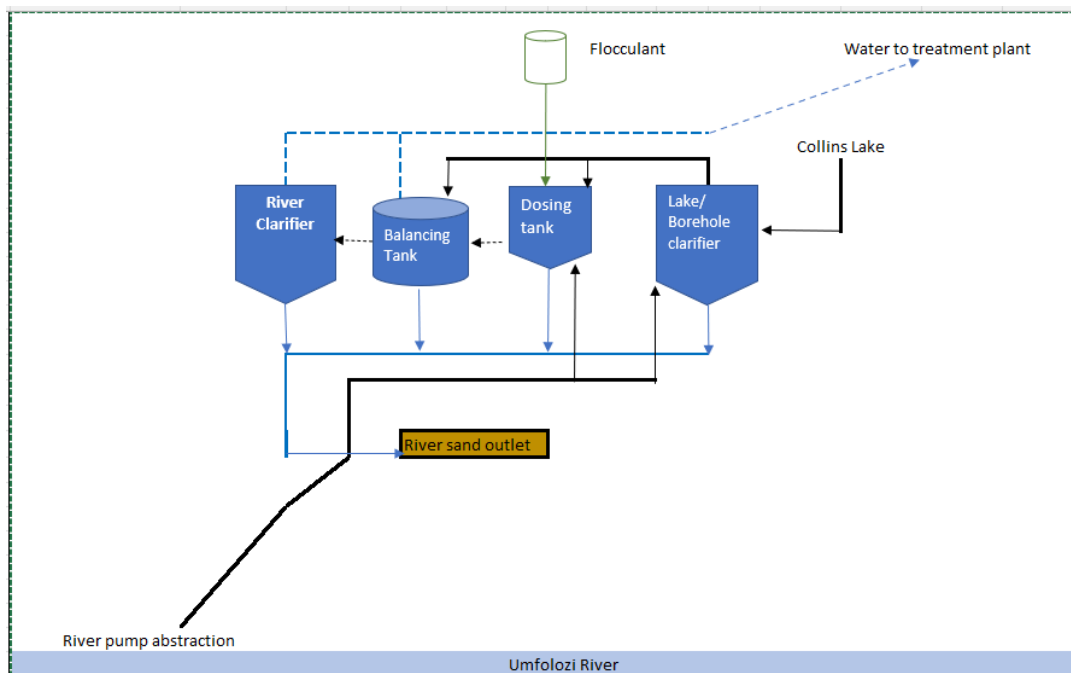 Flocculant
Water to treatment plant
Collins Lake
River
Clarifier
Balancing
Tank
Dosing
tank
Lake/
Borehole
clarifier
River sand outlet
River pump abstraction
Umfolozi River